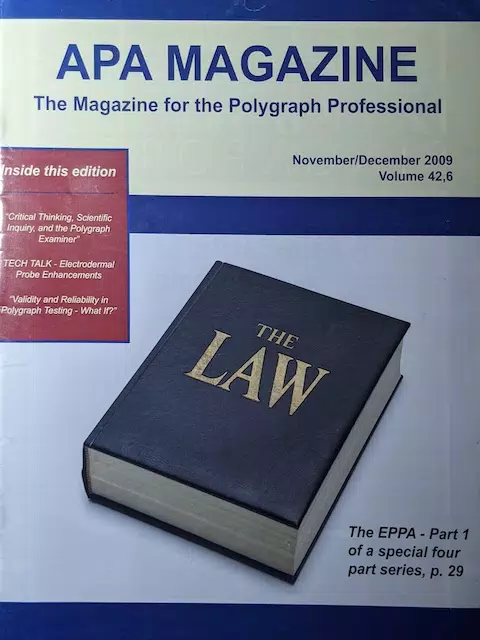 APA MAGAZINE
The Magazine for the Polygraph Professional
November/December 2009
Volume 42,6
Inside this edition
"Critical Thinking, Scientific
Inquiry, and the Polygraph
Examiner"
TECH TALK - Electrodermal
Probe Enhancements
"Validity and Reliability in
Polygraph Testing - What If?"
THE
LAW
The EPPA - Part 1
of a special four
part series, p. 29